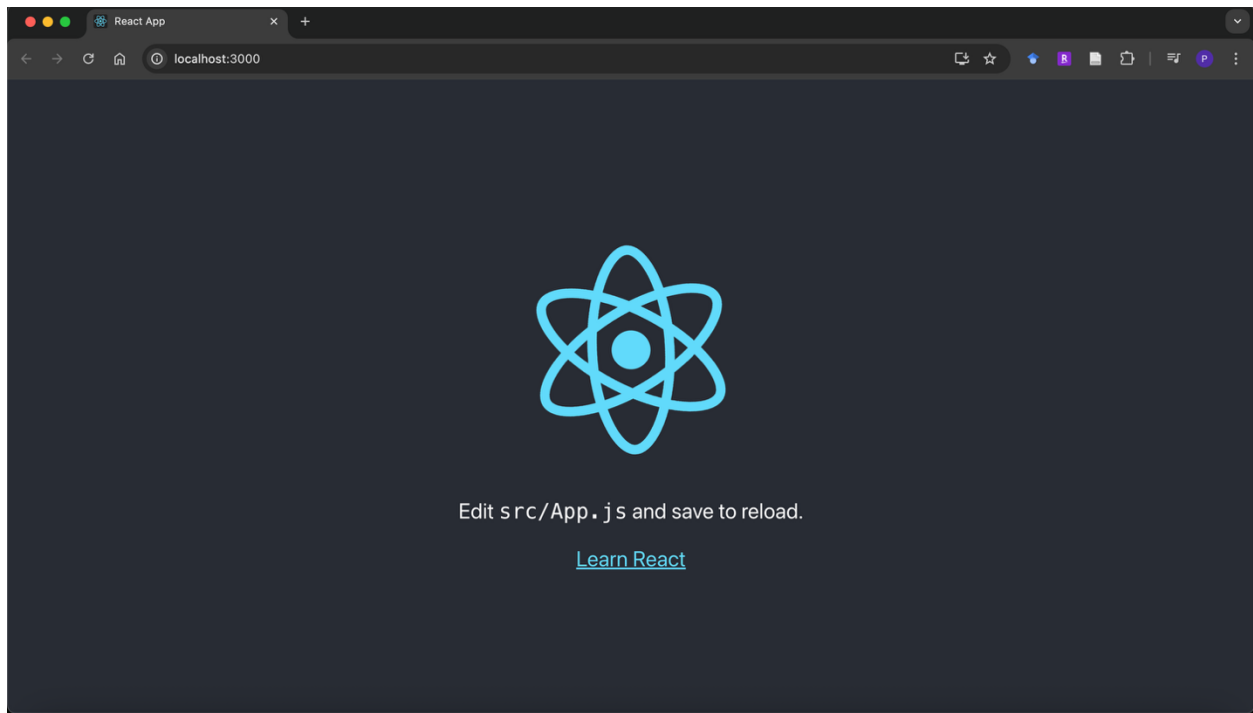 React App
localhost:3000
R
P
Edit src/App.js and save to reload.
Learn React